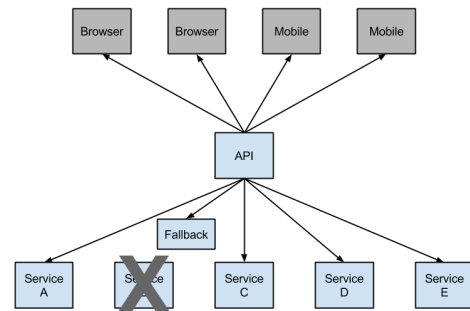 Browser
Browser
Mobile
Mobile
API
Fallback
Service
A
Service
C
Service
D
Service
E